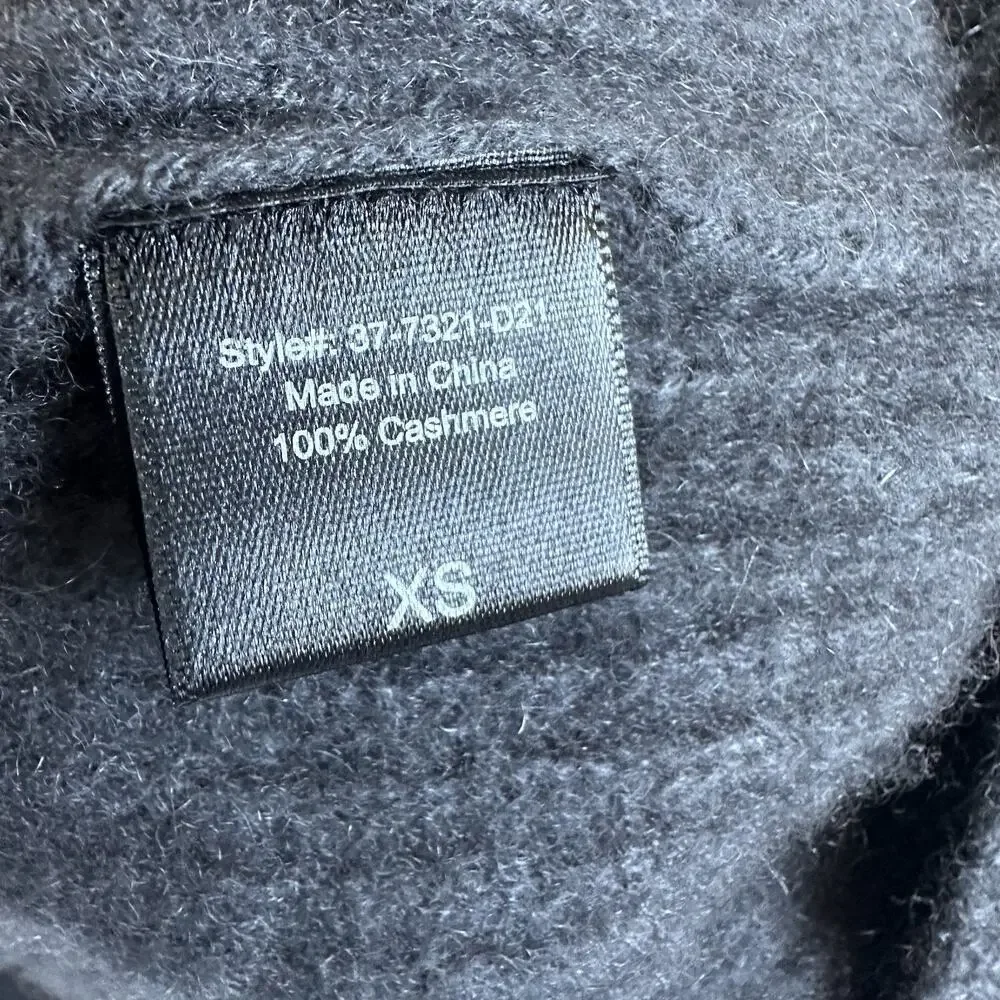 Style#: 37-7321-D21
Made in China
100% Cashmere
XS